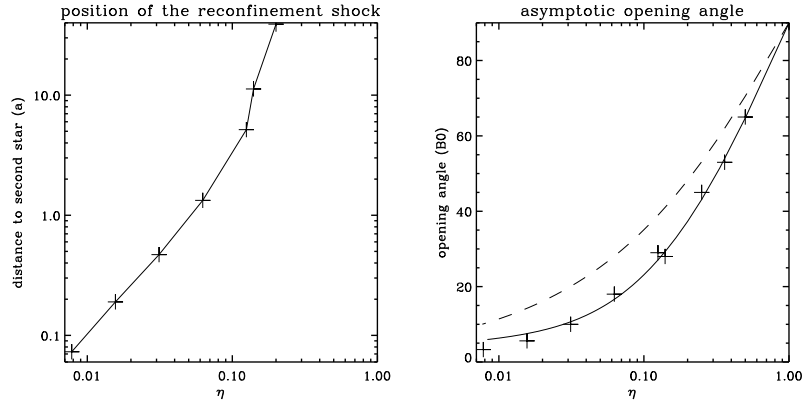 position of the reconfinement shock
distance to second star (a)
10.0
1.0
0.1
0.01
0.10
1.00
η
asymptotic opening angle
opening angle (B0)
80
60
40
20
0
0.01
0.10
1.00
η